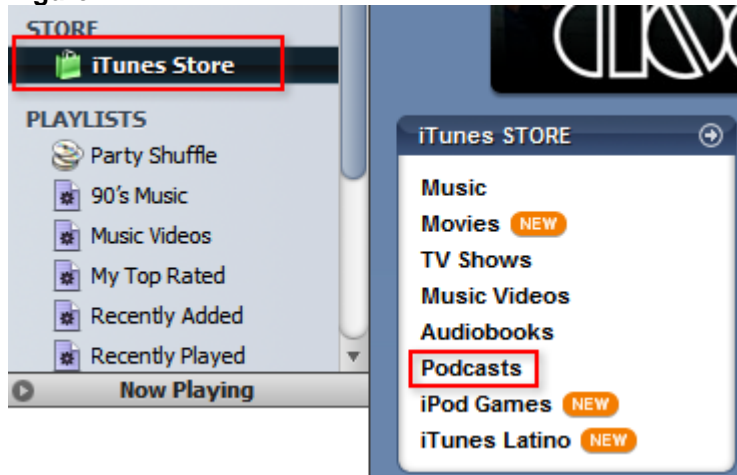 STORE
iTunes Store
PLAYLISTS
Party Shuffle
90's Music
Music Videos
My Top Rated
Recently Added
Recently Played
Now Playing
iTunes STORE
Music
Movies NEW
TV Shows
Music Videos
Audiobooks
Podcasts
iPod Games NEW
iTunes Latino NEW